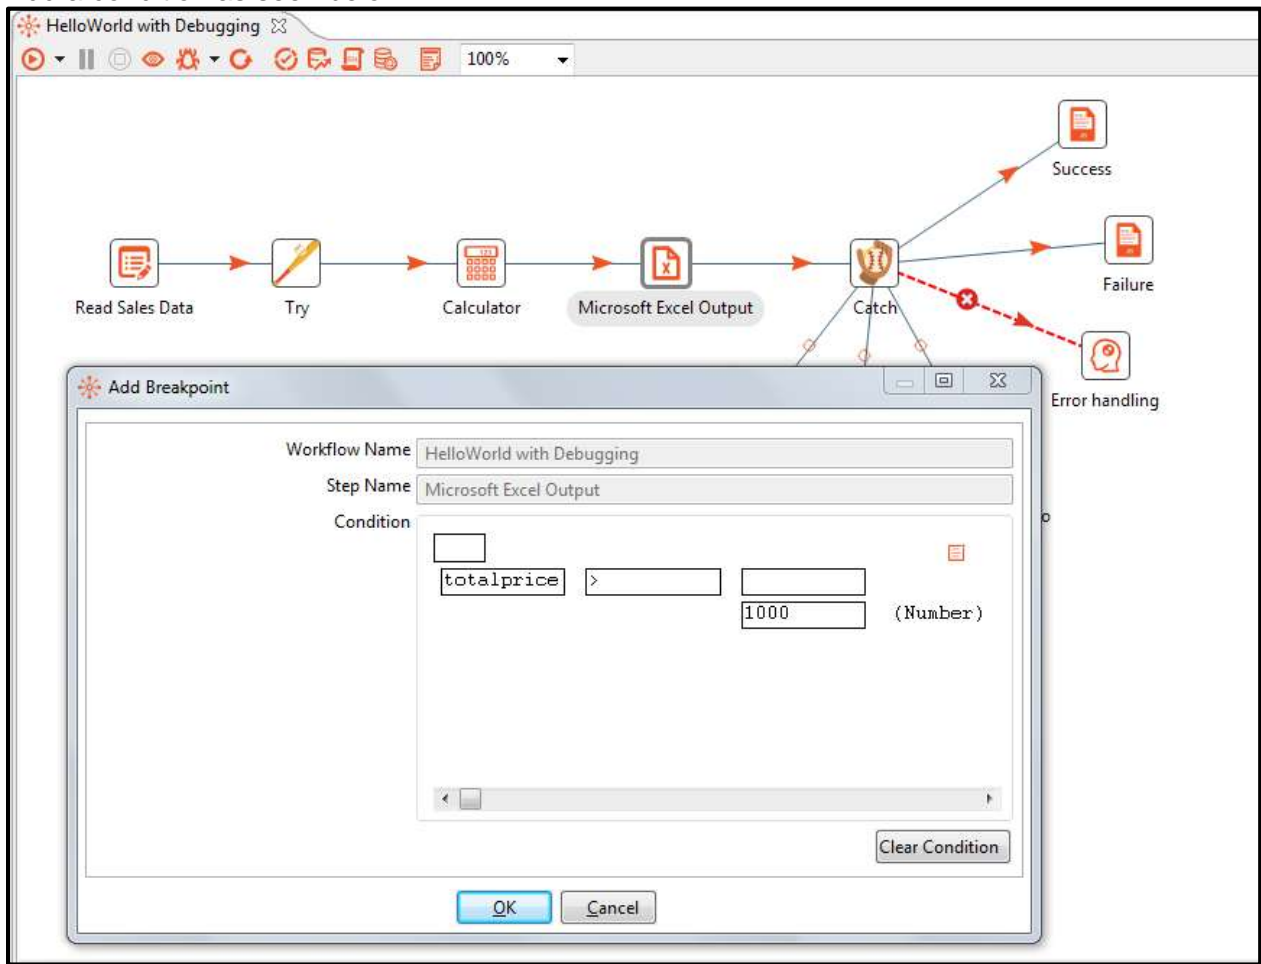 HelloWorld with Debugging
100%
Success
Failure
Read Sales Data
Try
Calculator
Microsoft Excel Output
Catch
Error handling
Add Breakpoint
Workflow Name
HelloWorld with Debugging
Step Name
Microsoft Excel Output
Condition
totalprice >
1000 (Number)
Clear Condition
OK Cancel